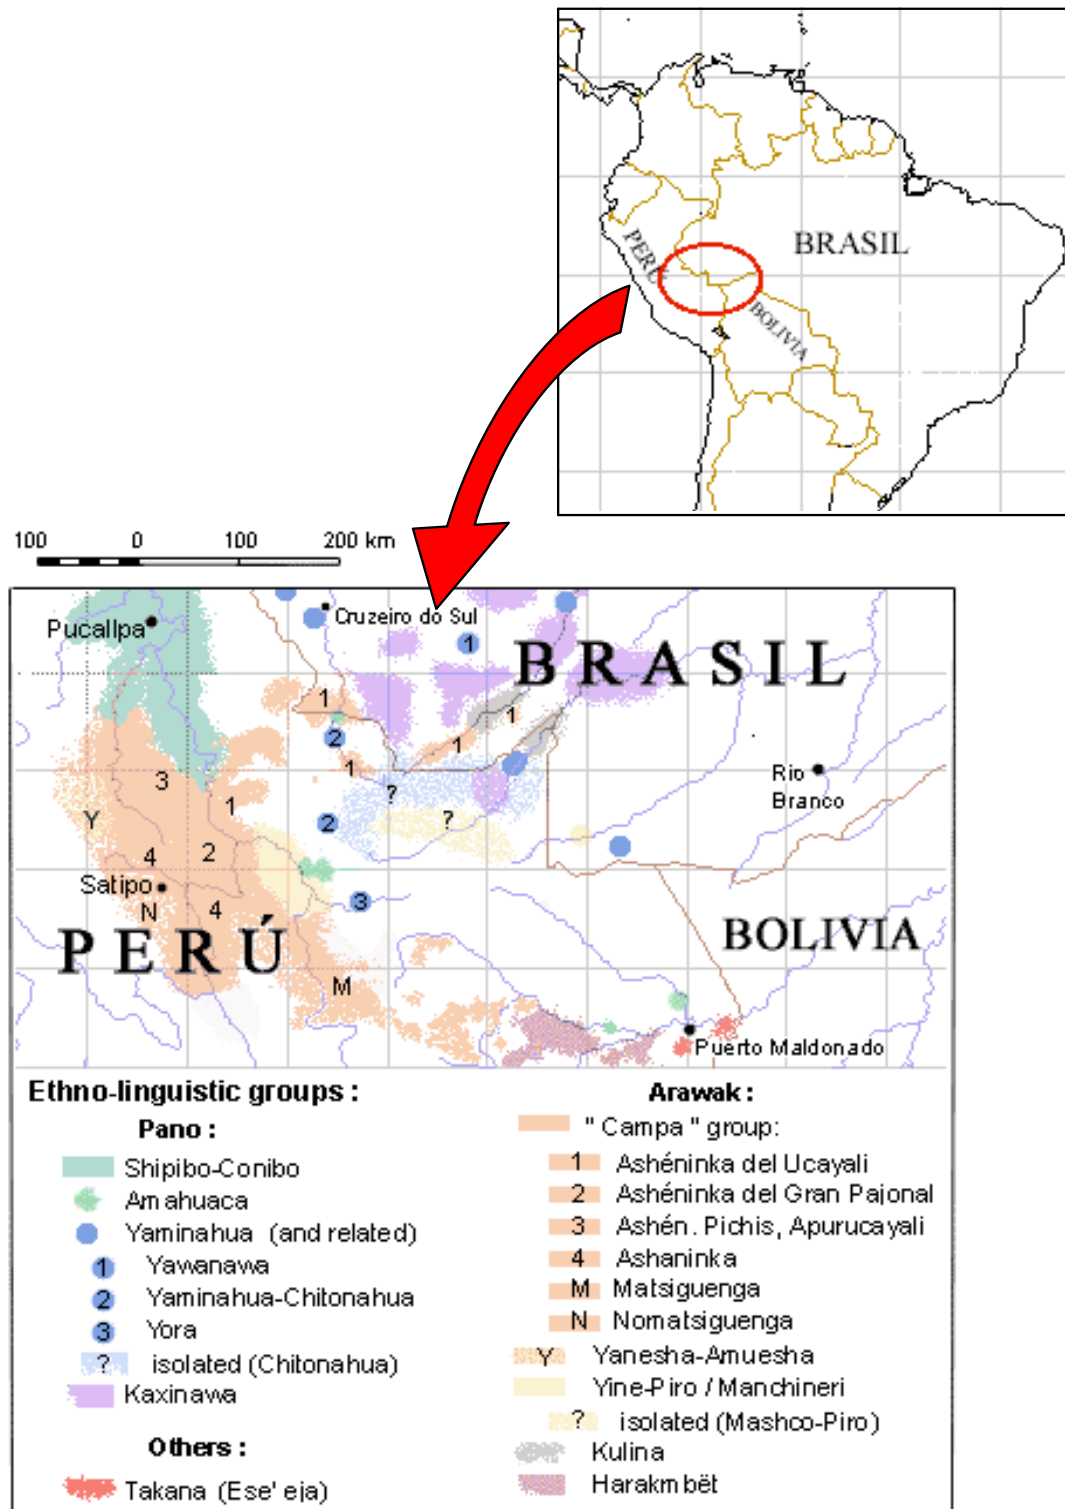 BRASIL
PERÚ
BOLIVIA
100 0 100 200 km
Cruzeiro do Sul
Pucallpa
BRASIL
1
1
1
2
1
?
3
1
Rio
Branco
Y
2
?
4
2
Satipo
3
N
4
PERÚ
BOLIVIA
M
Puerto Maldonado
Ethno-linguistic groups :
Pano :
Shipibo-Conibo
Amahuaca
Yaminahua (and related)
1 Yawanawa
2 Yaminahua-Chitonahua
3 Yora
? isolated (Chitonahua)
Kaxinawa
Others :
Takana (Ese' eja)
Arawak :
" Campa " group:
1 Ashéninka del Ucayali
2 Ashéninka del Gran Pajonal
3 Ashén. Pichis, Apurucayali
4 Ashaninka
M Matsiguenga
N Nomatsiguenga
Y Yanesha-Amuesha
Yine-Piro / Manchineri
? isolated (Mashco-Piro)
Kulina
Harakmbët